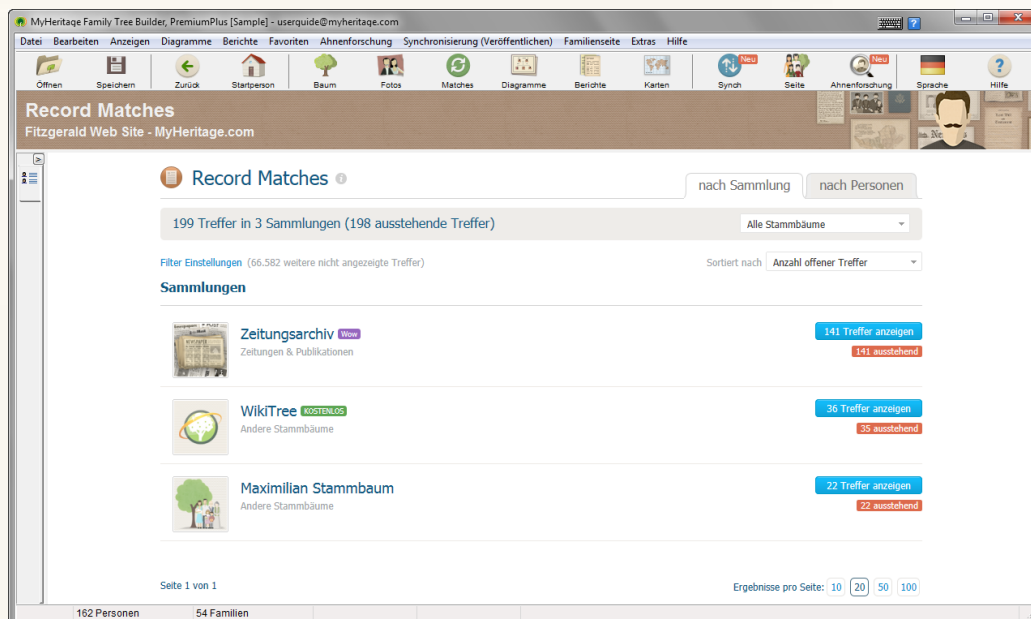 MyHeritage Family Tree Builder, PremiumPlus [Sample] - userguide@myheritage.com
Datei Bearbeiten Anzeigen Diagramme Berichte Favoriten Ahnenforschung Synchronisierung (Veröffentlichen) Familienseite Extras Hilfe
Neu Neu
Öffnen Speichern Zurück Startperson Baum Fotos Matches Diagramme Berichte Karten Synch Seite Ahnenforschung Sprache Hilfe
Record Matches
Fitzgerald Web Site - MyHeritage.com
Record Matches
nach Sammlung nach Personen
199 Treffer in 3 Sammlungen (198 ausstehende Treffer) Alle Stammbäume
Filter Einstellungen (66.582 weitere nicht angezeigte Treffer) Sortiert nach Anzahl offener Treffer
Sammlungen
Zeitungsarchiv Wow 141 Treffer anzeigen
Zeitungen & Publikationen 141 ausstehend
WikiTree KOSTENLOS 36 Treffer anzeigen
Andere Stammbäume 35 ausstehend
Maximilian Stammbaum 22 Treffer anzeigen
Andere Stammbäume 22 ausstehend
Seite 1 von 1 Ergebnisse pro Seite: 10 20 50 100
162 Personen 54 Familien